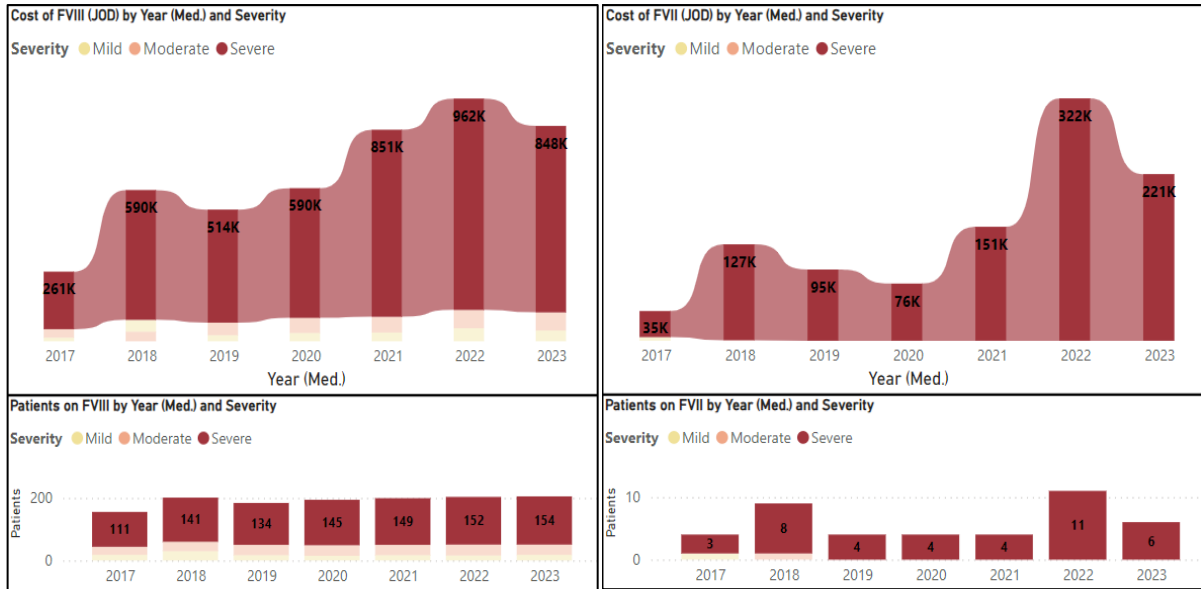 Cost of FVIII (JOD) by Year (Med.) and Severity
Severity Mild Moderate Severe
261K
590K
514K
590K
851K
962K
848K
2017 2018 2019 2020 2021 2022 2023
Year (Med.)
Patients on FVIII by Year (Med.) and Severity
Severity Mild Moderate Severe
Patients
200
0
111 141 134 145 149 152 154
2017 2018 2019 2020 2021 2022 2023
Cost of FVII (JOD) by Year (Med.) and Severity
Severity Mild Moderate Severe
35K
127K
95K
76K
151K
322K
221K
2017 2018 2019 2020 2021 2022 2023
Year (Med.)
Patients on FVII by Year (Med.) and Severity
Severity Mild Moderate Severe
Patients
10
0
3 8 4 4 4 11 6
2017 2018 2019 2020 2021 2022 2023